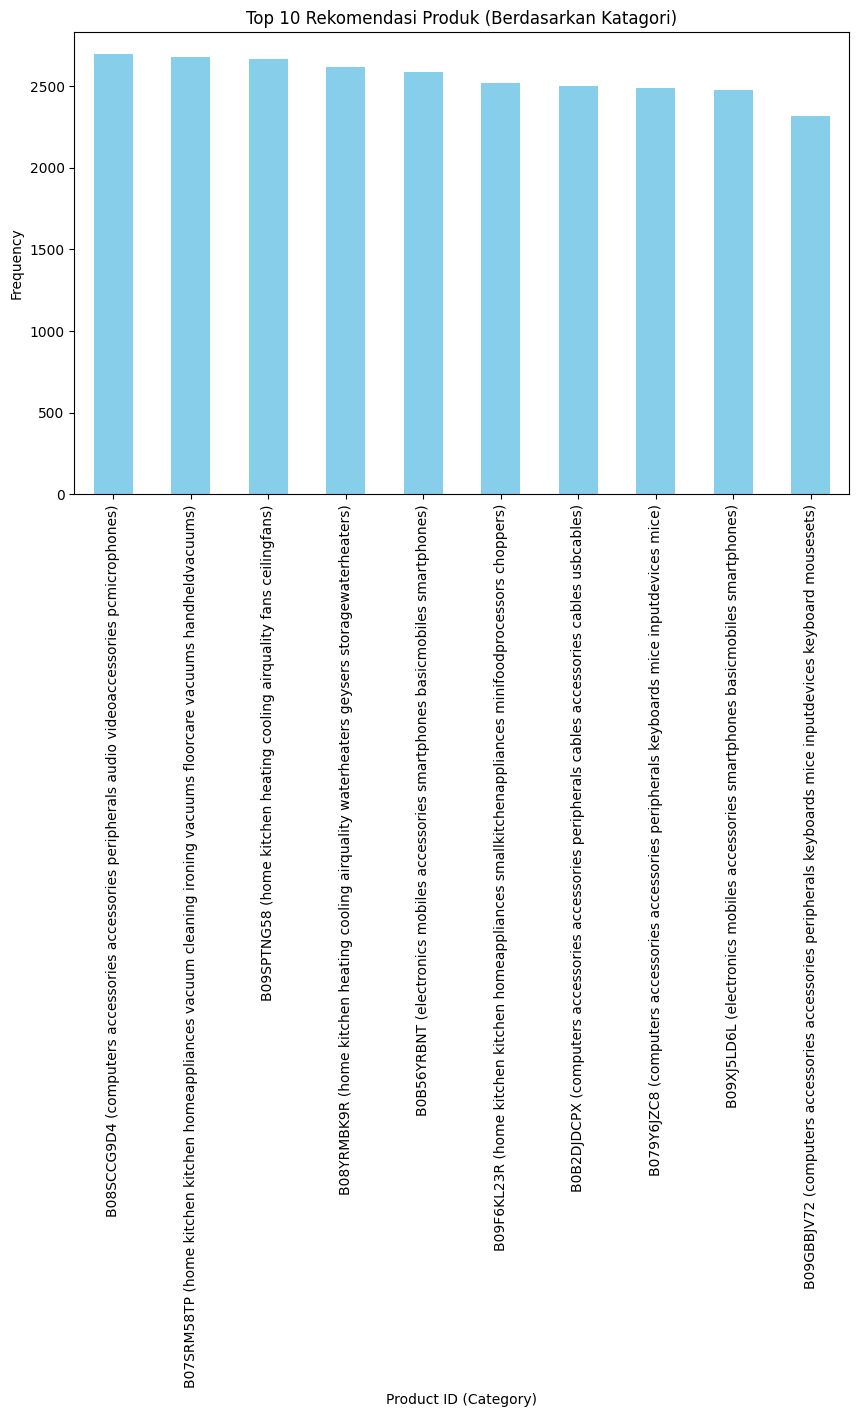 Top 10 Rekomendasi Produk (Berdasarkan Katagori)
Frequency
2500
2000
1500
1000
500
0
B08SCCG9D4 (computers accessories accessories peripherals audio videoaccessories pcmicrophones)
B07SRM58TP (home kitchen kitchen homeappliances vacuum cleaning ironing vacuums floorcare vacuums handheldvacuums)
B09SPTNG58 (home kitchen heating cooling airquality fans ceilingfans)
B08YRMBK9R (home kitchen heating cooling airquality waterheaters geysers storagewaterheaters)
B0B56YRBNT (electronics mobiles accessories smartphones basicmobiles smartphones)
B09F6KL23R (home kitchen kitchen homeappliances smallkitchenappliances minifoodprocessors choppers)
B0B2DJDCPX (computers accessories accessories peripherals cables accessories cables usbcables)
B079Y6JZC8 (computers accessories accessories peripherals keyboards mice inputdevices mice)
B09XJ5LD6L (electronics mobiles accessories smartphones basicmobiles smartphones)
B09GBBJV72 (computers accessories accessories peripherals keyboards mice inputdevices keyboard mousesets)
Product ID (Category)